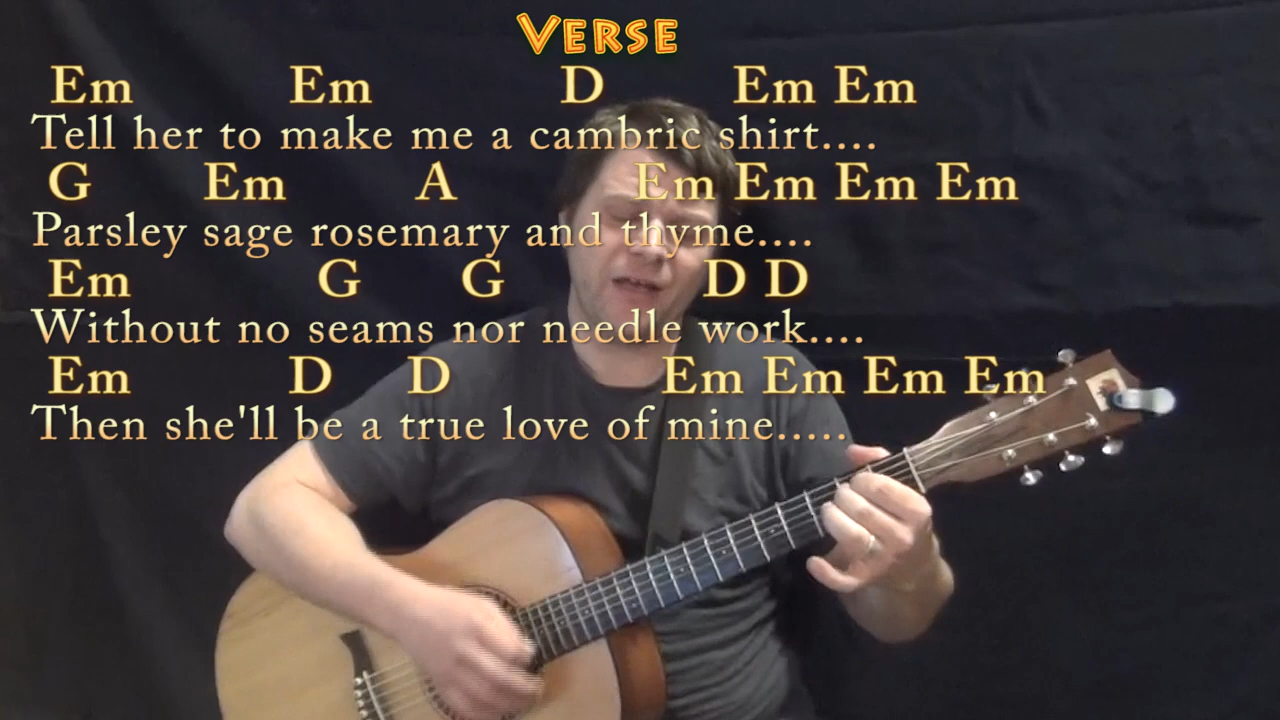 VERSE
Em Em D Em Em
Tell her to make me a cambric shirt....
G Em A Em Em Em Em
Parsley sage rosemary and thyme....
Em G G D D
Without no seams nor needle work....
Em D D Em Em Em Em
Then she'll be a true love of mine.....